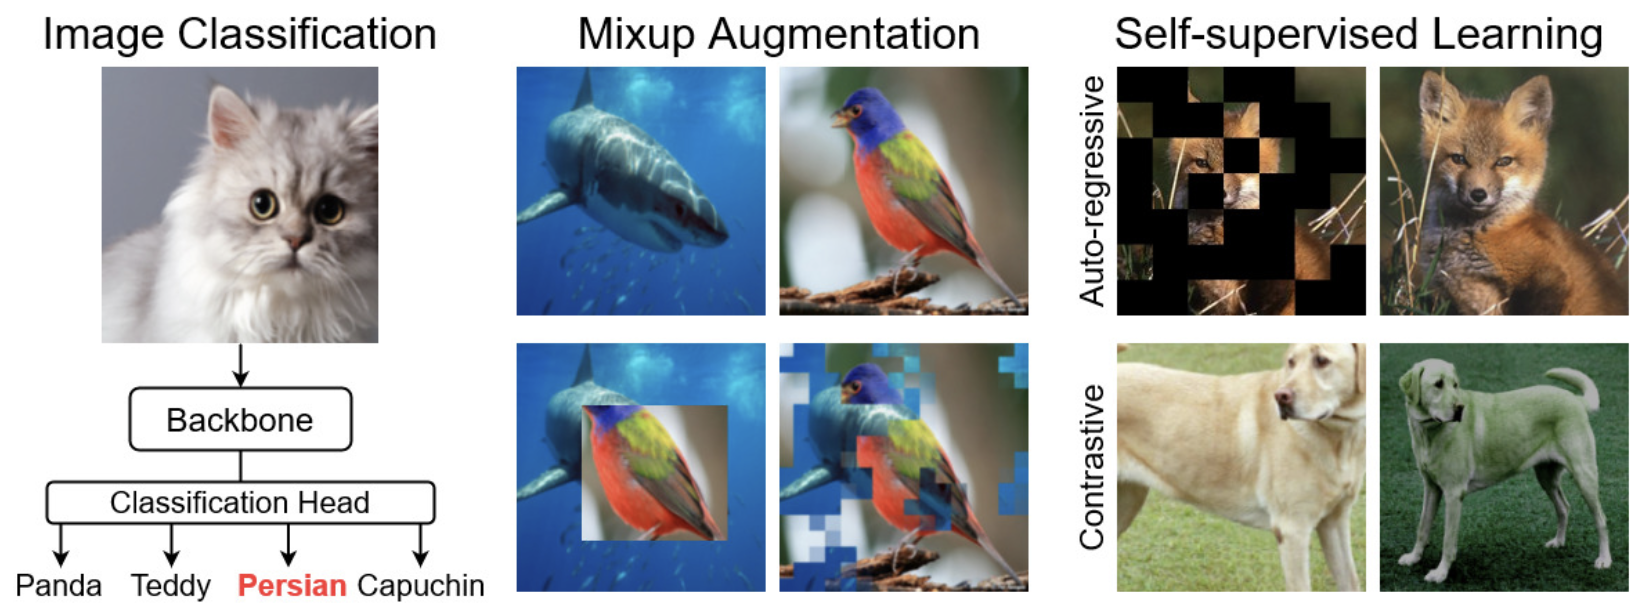 Image Classification
Backbone
Classification Head
Panda Teddy Persian Capuchin
Mixup Augmentation
Self-supervised Learning
Auto-regressive
Contrastive